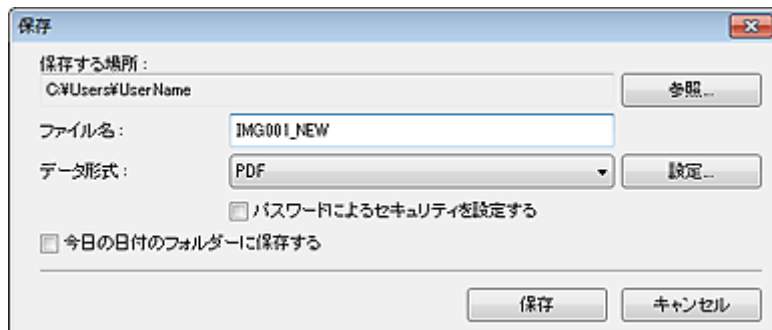 保存
保存する場所：
C:¥Users¥UserName
参照...
ファイル名：
IMG001_NEW
データ形式：
PDF
設定...
パスワードによるセキュリティを設定する
今日の日付のフォルダーに保存する
保存
キャンセル